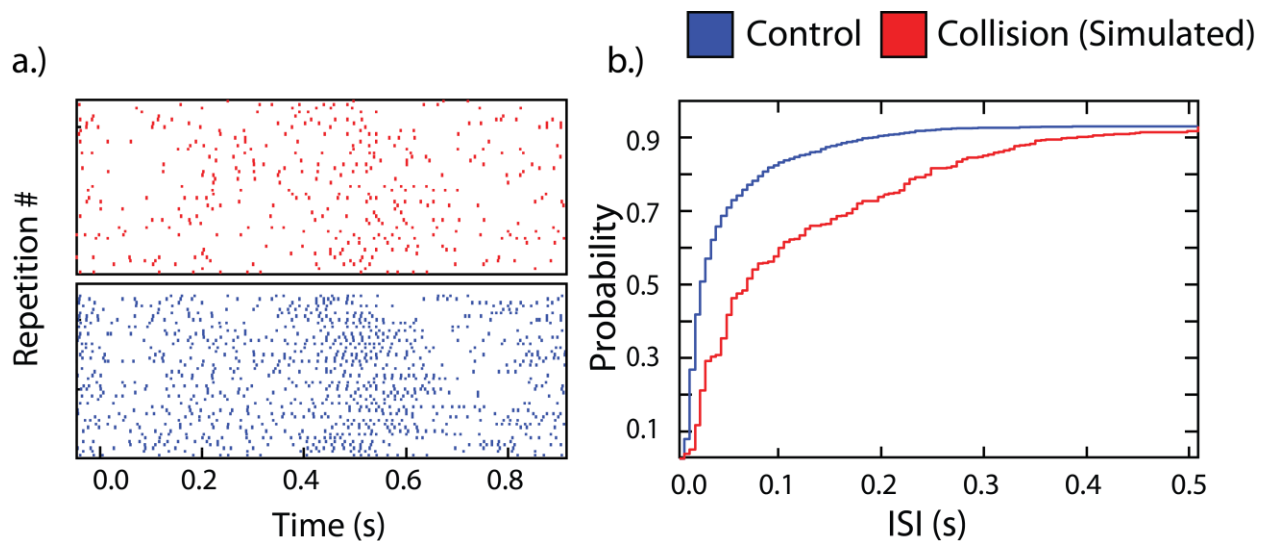 Control Collision (Simulated)
a.)
b.)
Repetition #
0.0 0.2 0.4 0.6 0.8
Time (s)
Probability
0.9
0.7
0.5
0.3
0.1
0.0 0.1 0.2 0.3 0.4 0.5
ISI (s)